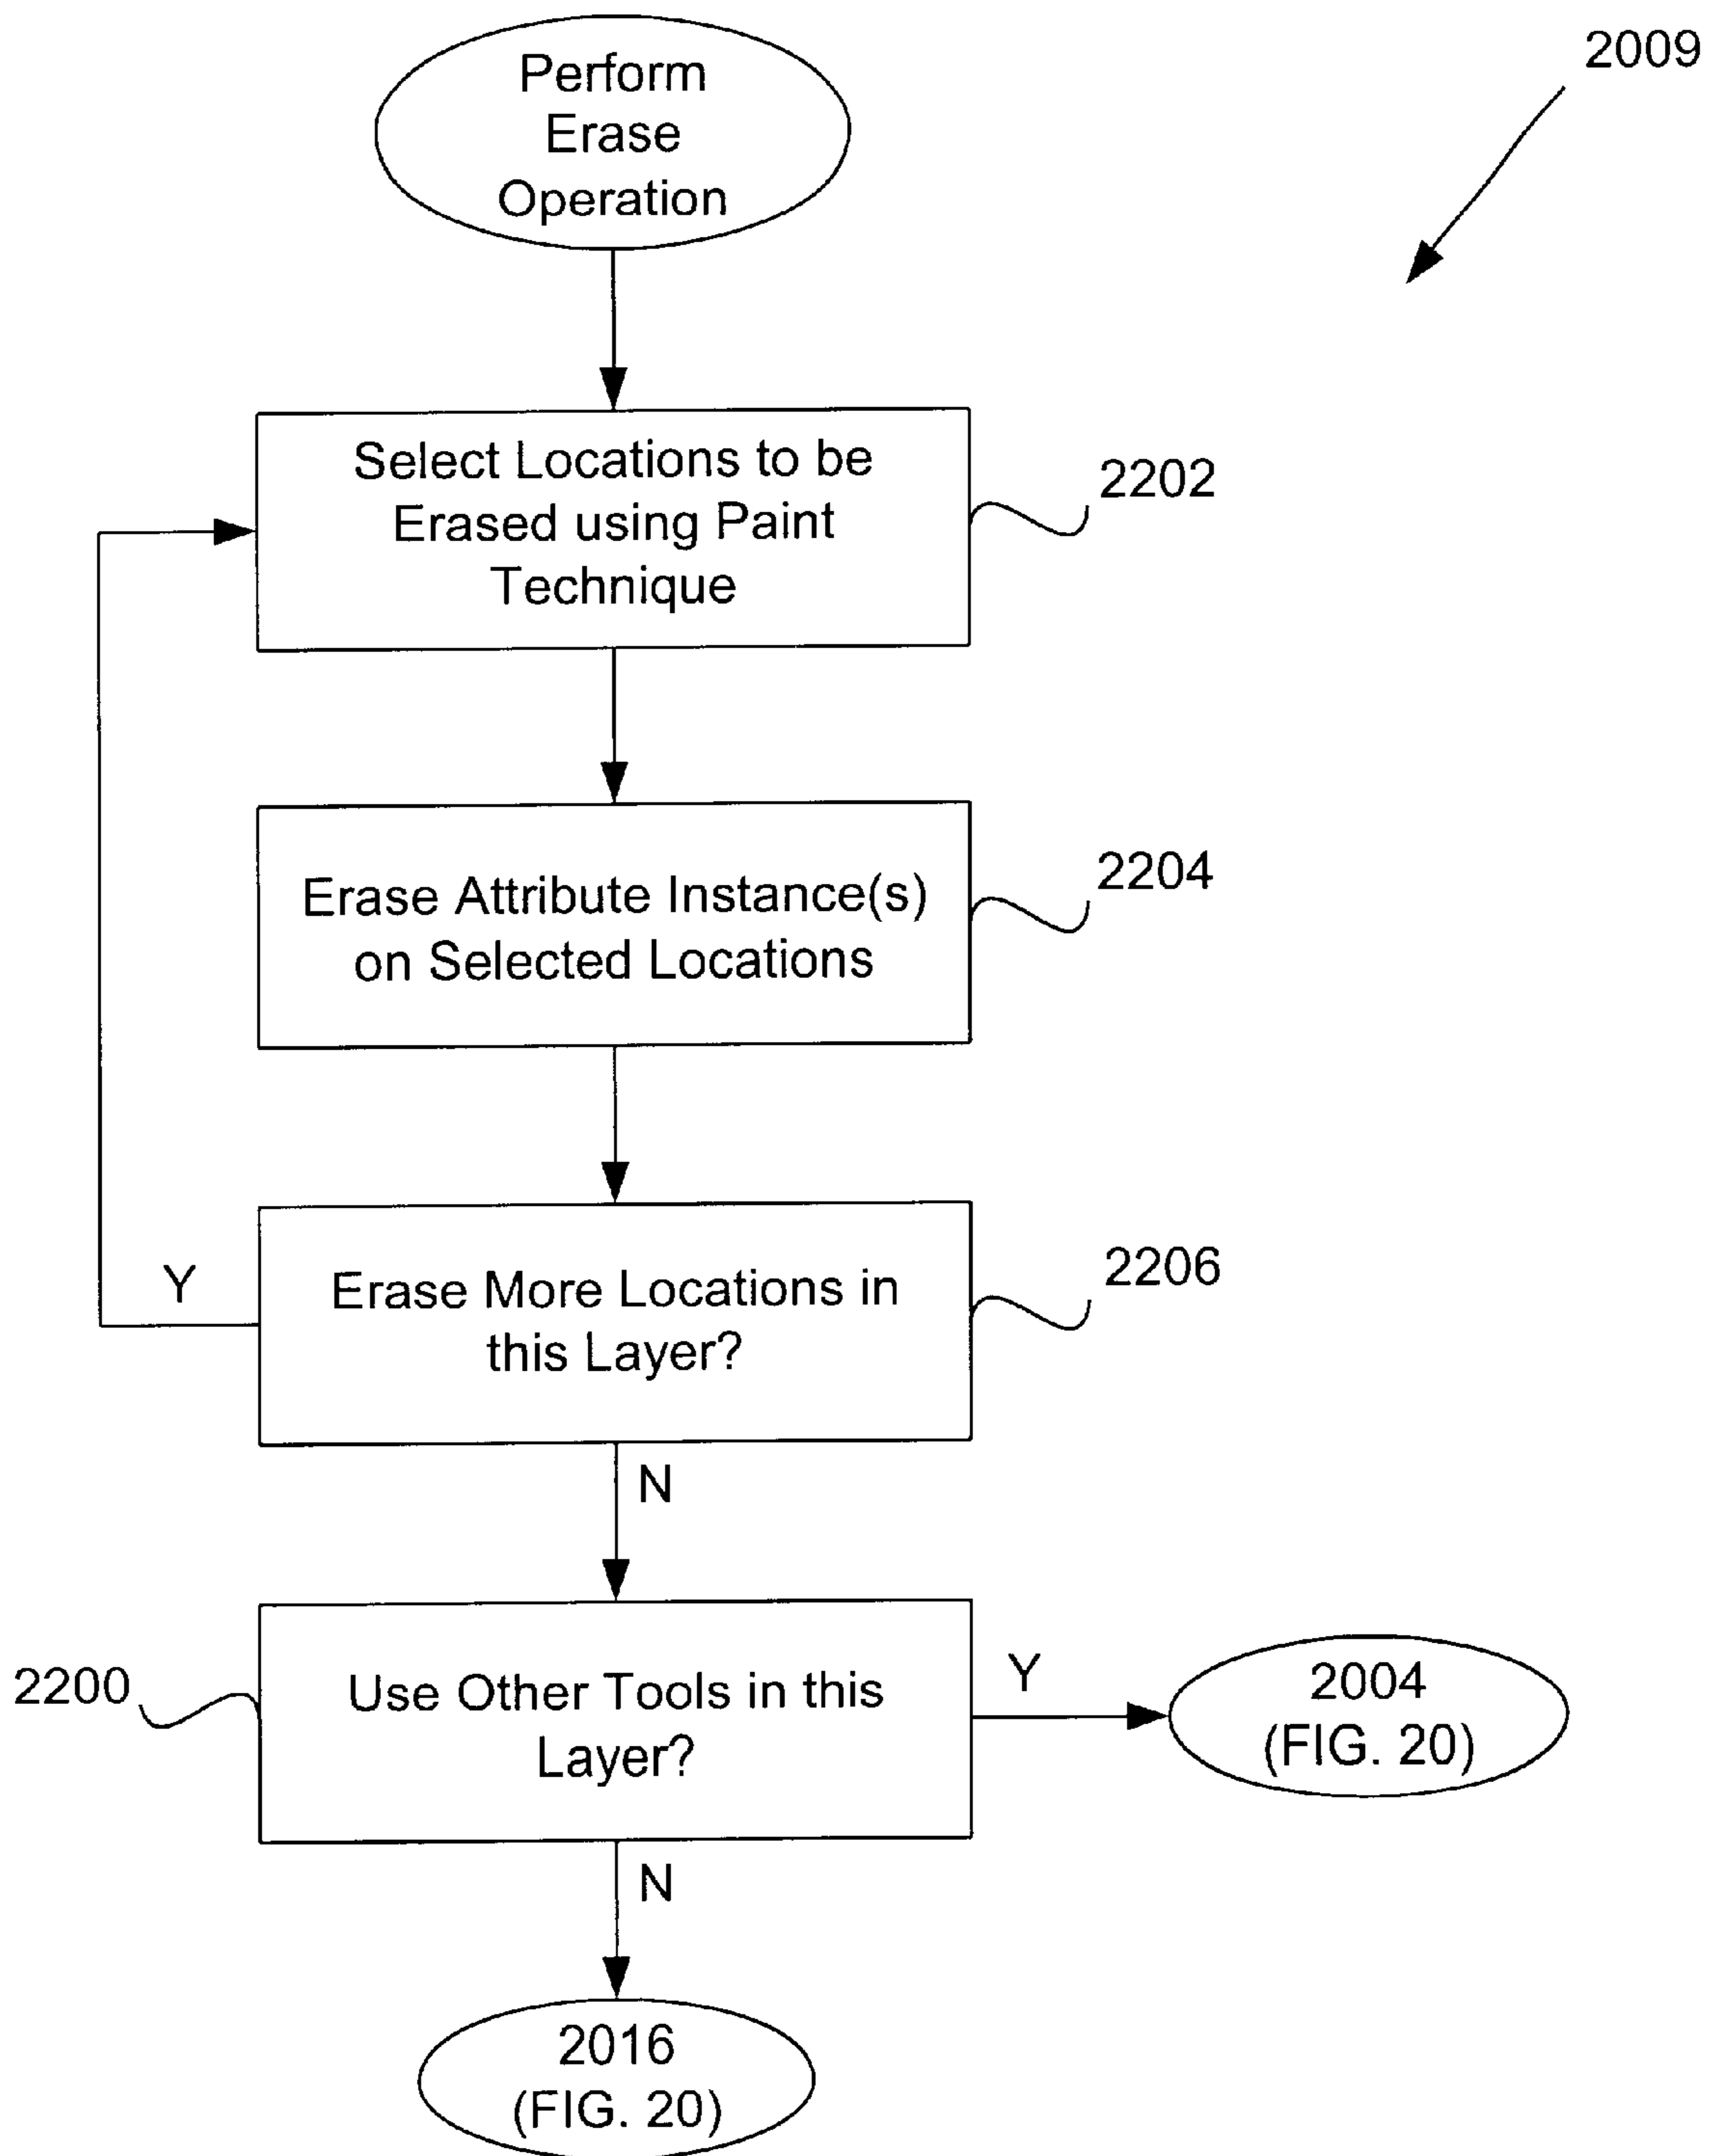 Perform
Erase
Operation
2009
Select Locations to be
Erased using Paint
Technique
2202
Erase Attribute Instance(s)
on Selected Locations
2204
Erase More Locations in
this Layer?
2206
Y
N
Use Other Tools in this
Layer?
2200
Y
2004
(FIG. 20)
N
2016
(FIG. 20)